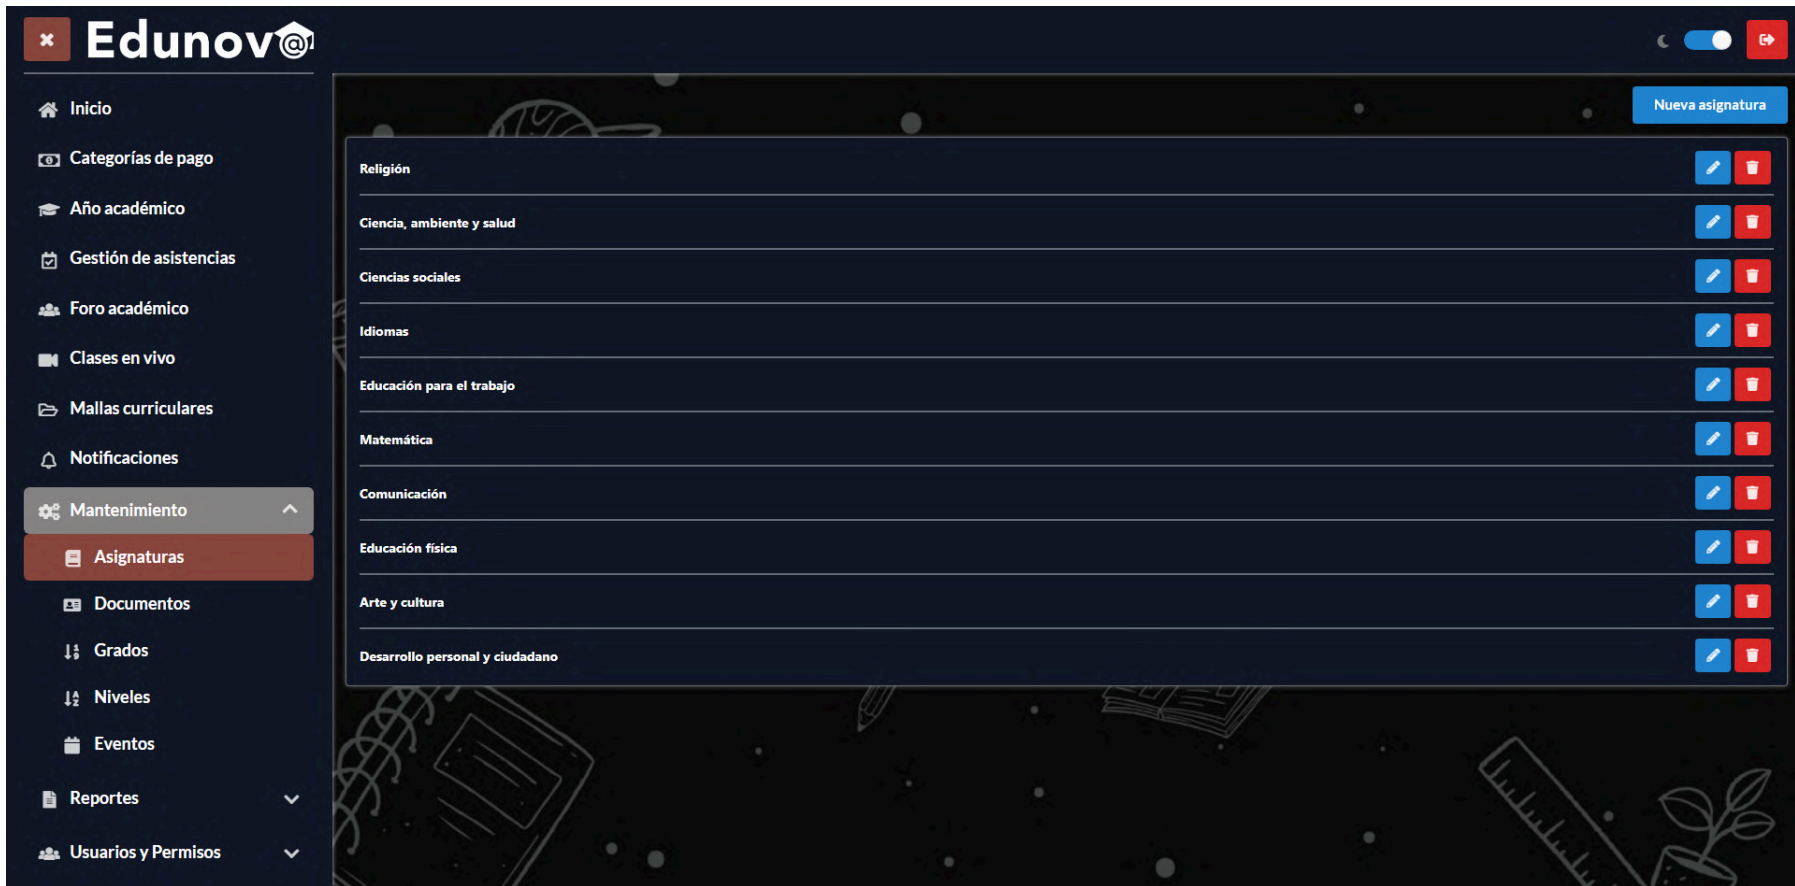 Edunov@
Inicio
Categorías de pago
Año académico
Gestión de asistencias
Foro académico
Clases en vivo
Mallas curriculares
Notificaciones
Mantenimiento
Asignaturas
Documentos
Grados
Niveles
Eventos
Reportes
Usuarios y Permisos
Nueva asignatura
Religión
Ciencia, ambiente y salud
Ciencias sociales
Idiomas
Educación para el trabajo
Matemática
Comunicación
Educación física
Arte y cultura
Desarrollo personal y ciudadano